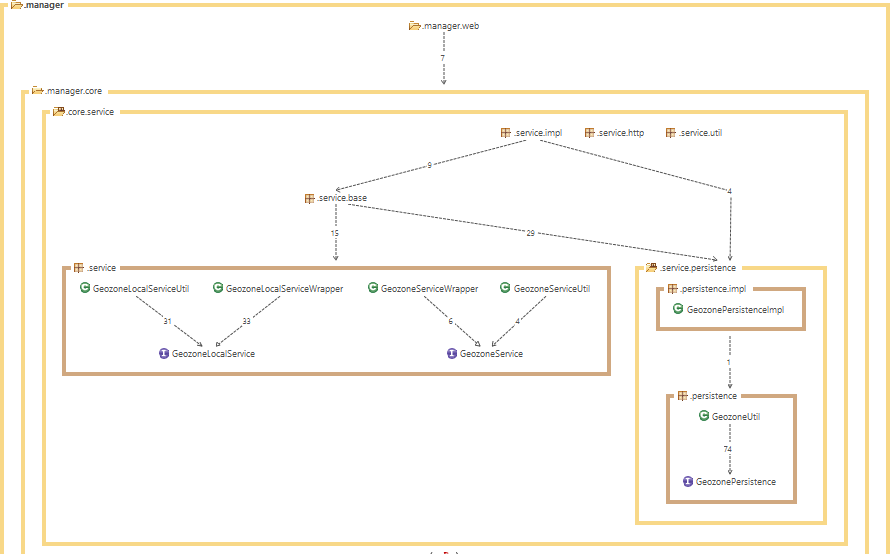 .manager
.manager.web
7
.manager.core
.core.service
.service.impl
.service.http
.service.util
9
4
.service.base
15
29
.service
.service.persistence
GeozoneLocalServiceUtil
GeozoneLocalServiceWrapper
GeozoneServiceWrapper
GeozoneServiceUtil
.persistence.impl
GeozonePersistenceImpl
31
33
6
4
GeozoneLocalService
GeozoneService
1
.persistence
GeozoneUtil
74
GeozonePersistence